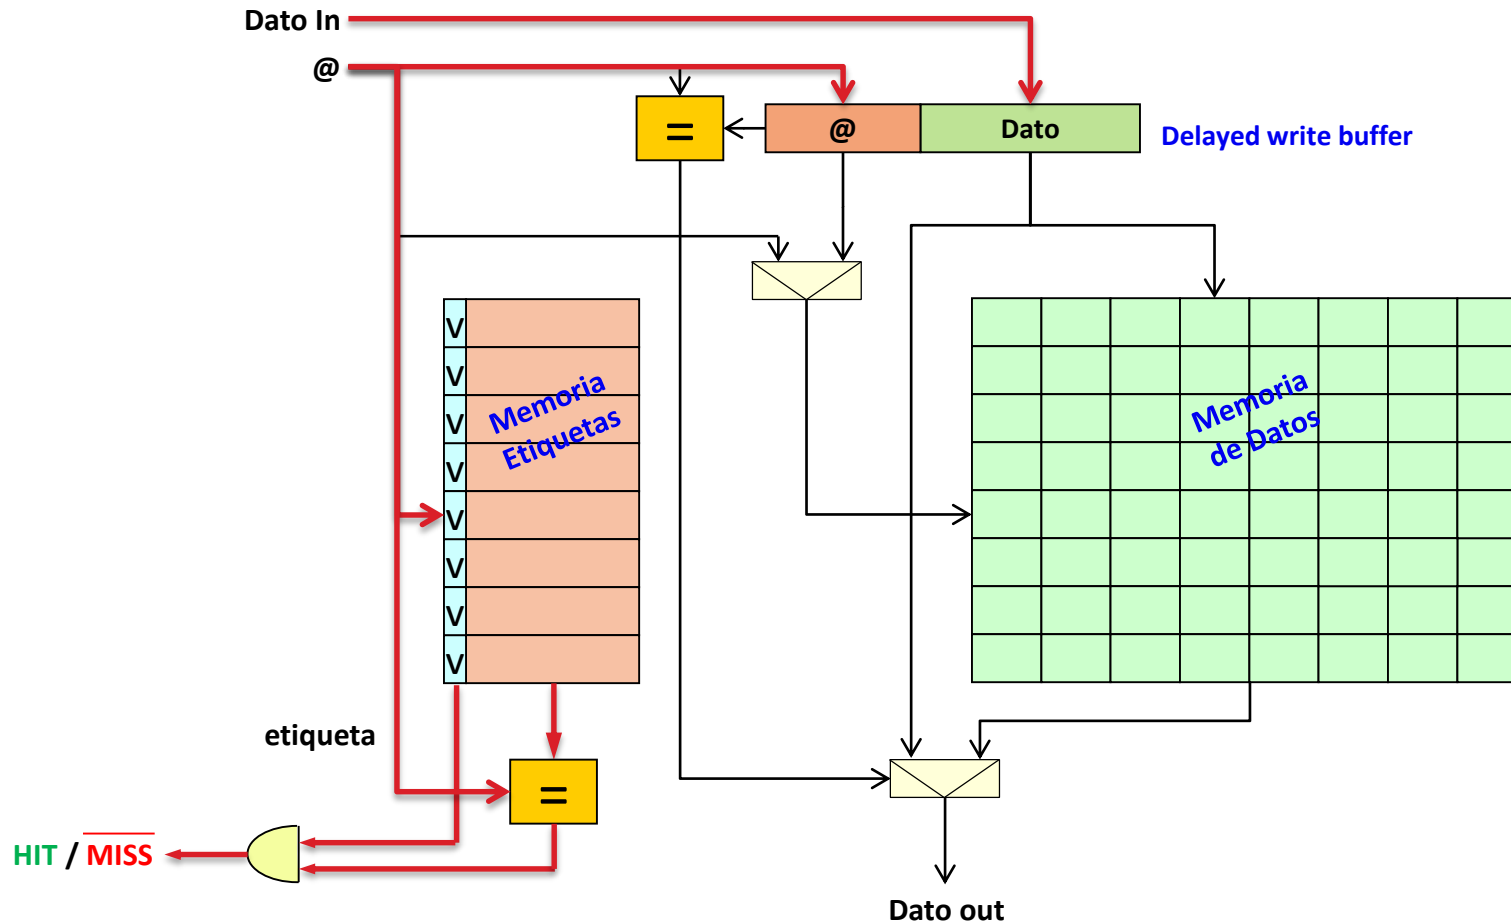 Dato In
@
=
@
Dato
Delayed write buffer
V
V
V
V
V
V
V
V
Memoria
Etiquetas
Memoria
de Datos
etiqueta
=
HIT / MISS
Dato out